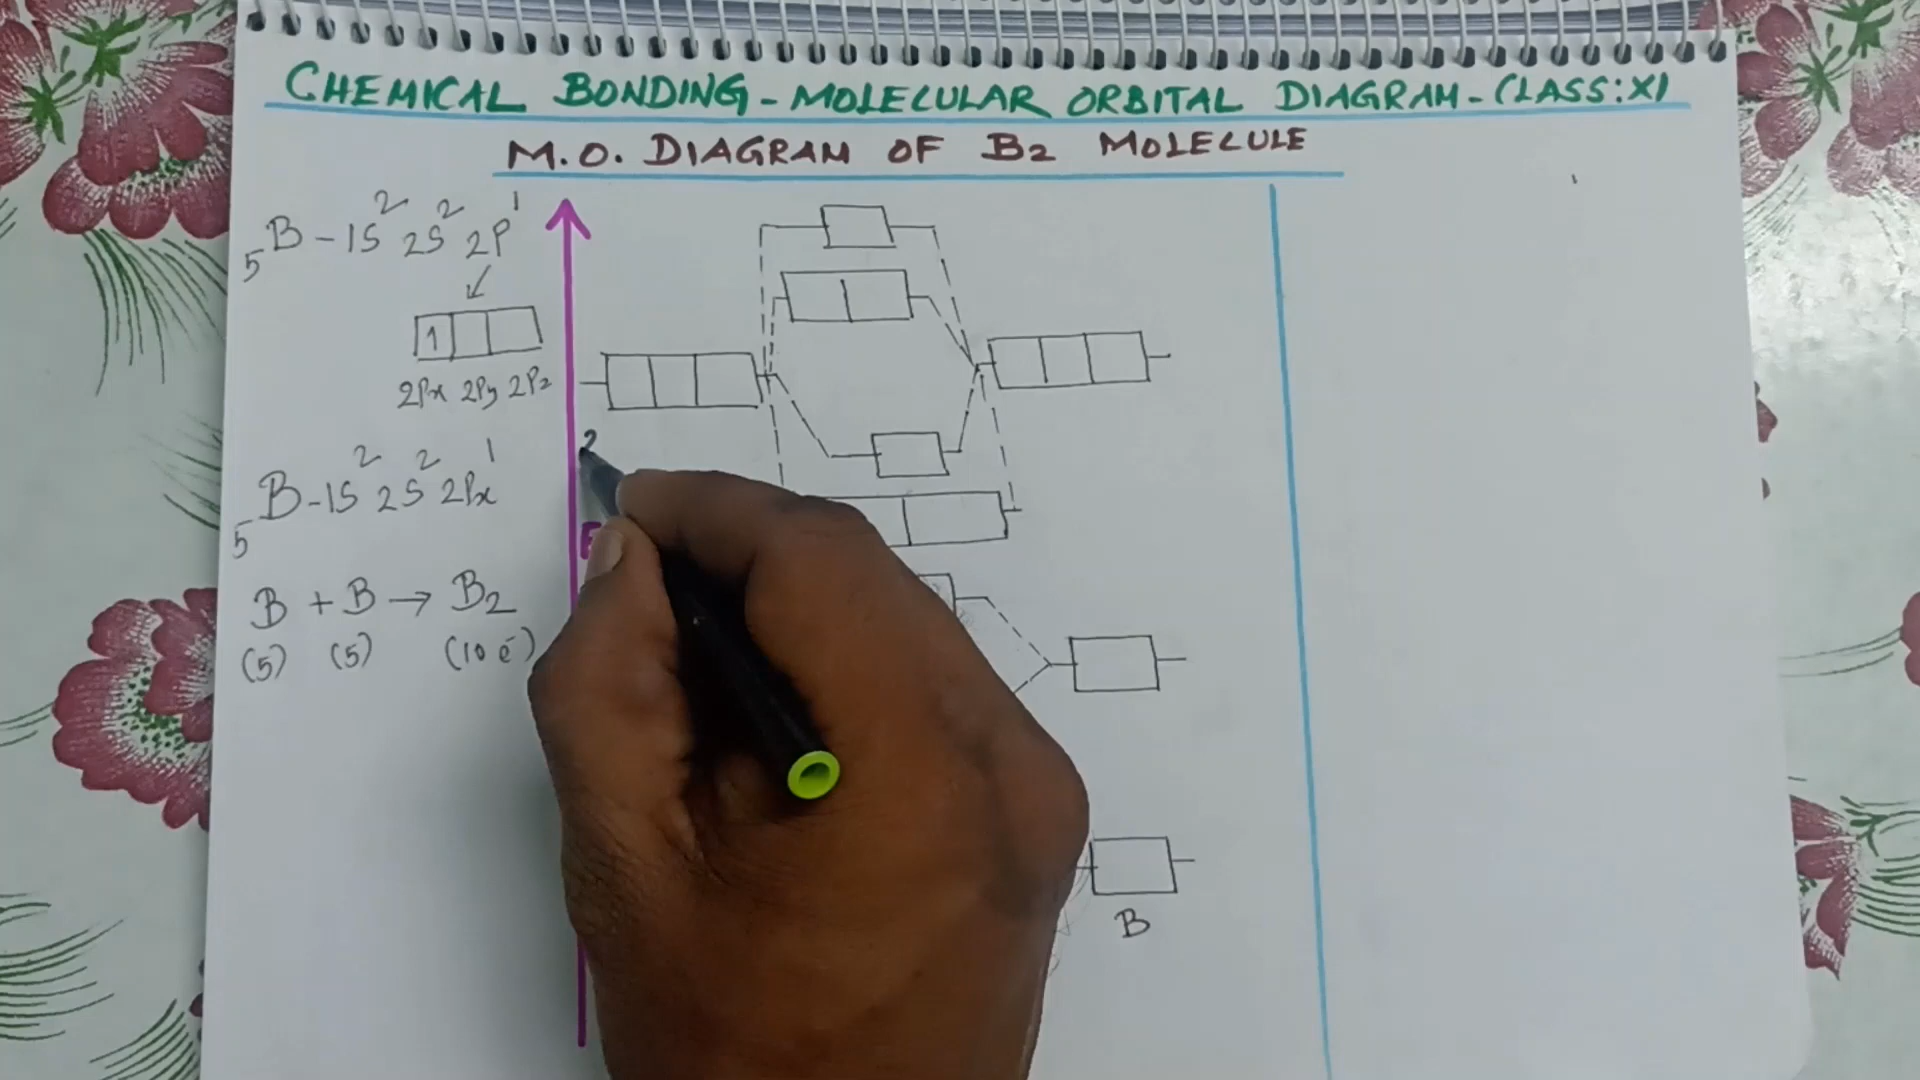 CHEMICAL BONDING - MOLECULAR ORBITAL DIAGRAM - CLASS: XI
M.O. DIAGRAM OF B2 MOLECULE
5B - 1S² 2S² 2P¹
1
2Px 2Py 2Pz
5B - 1S² 2S² 2Px¹
B + B → B2
(5) (5) (10 é)
2
B